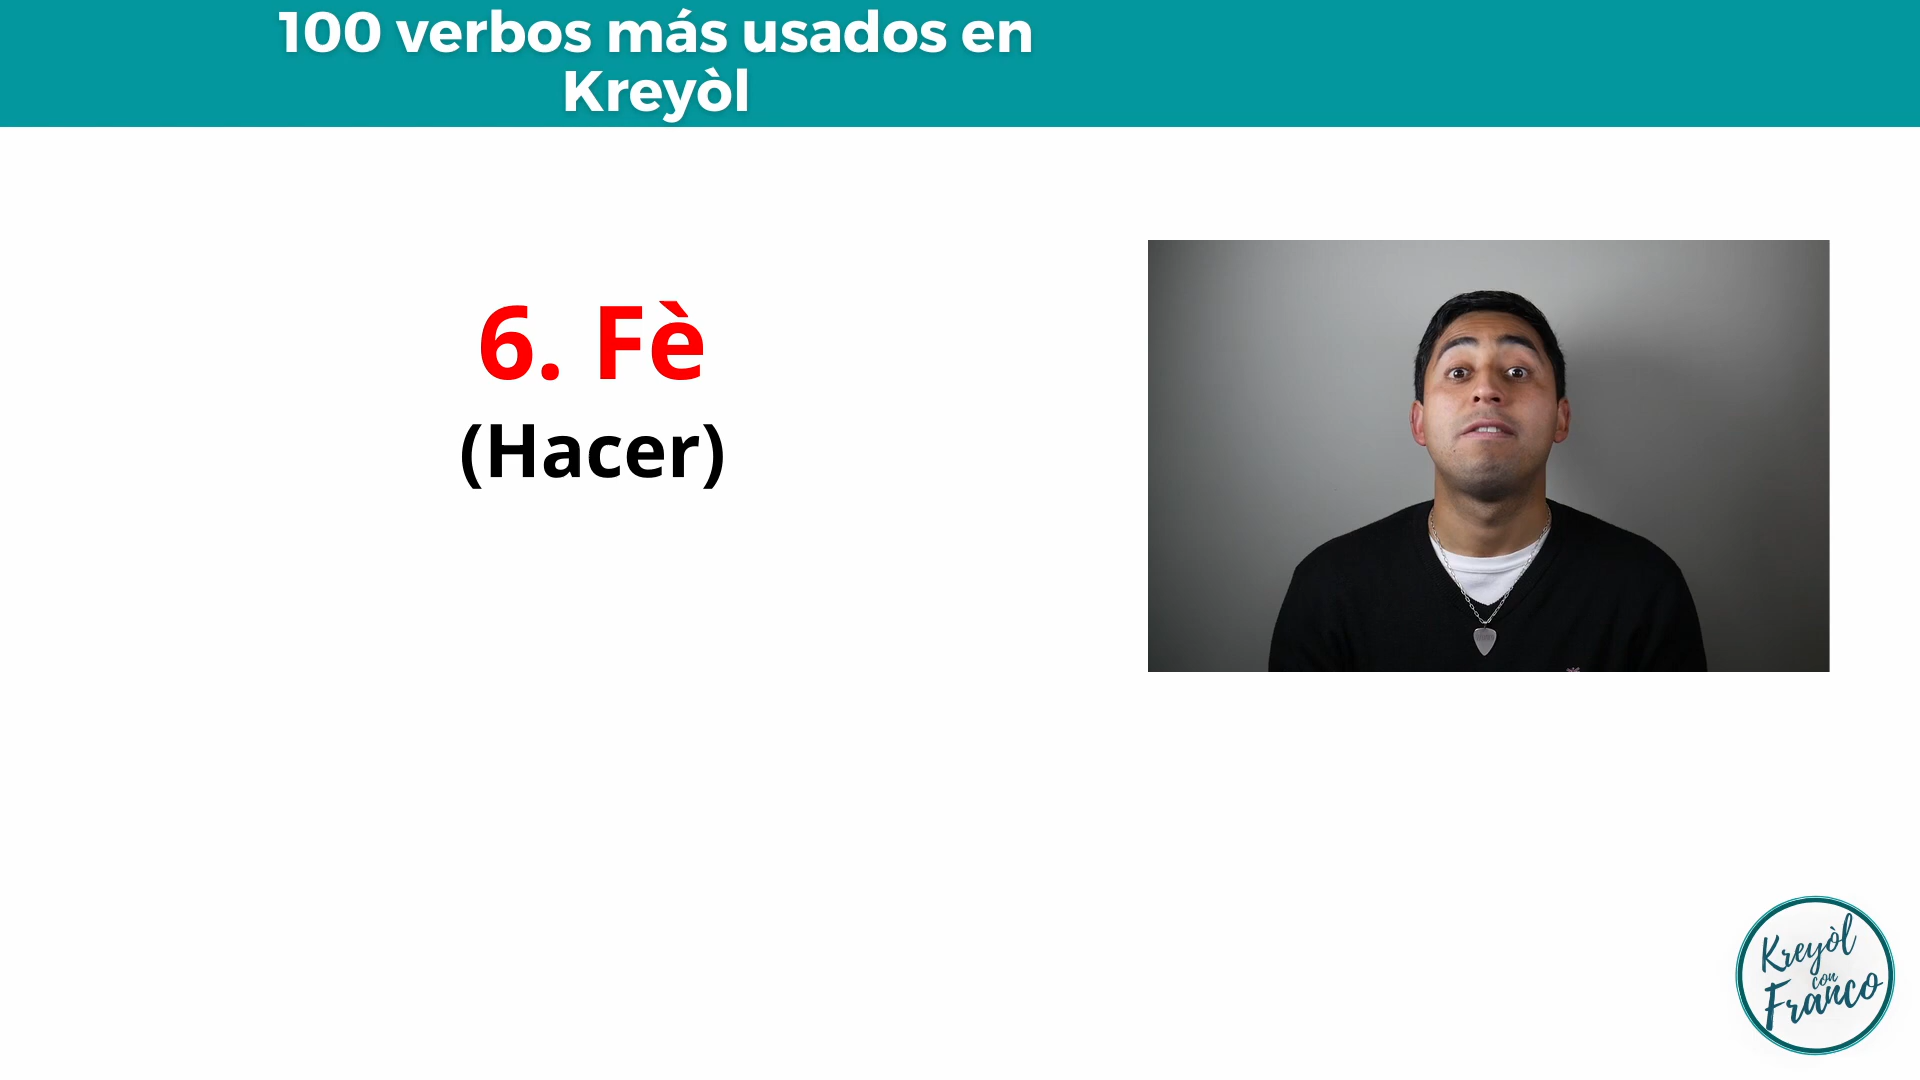 100 verbos más usados en
Kreyòl
6. Fè
(Hacer)
Kreyòl
con
Franco